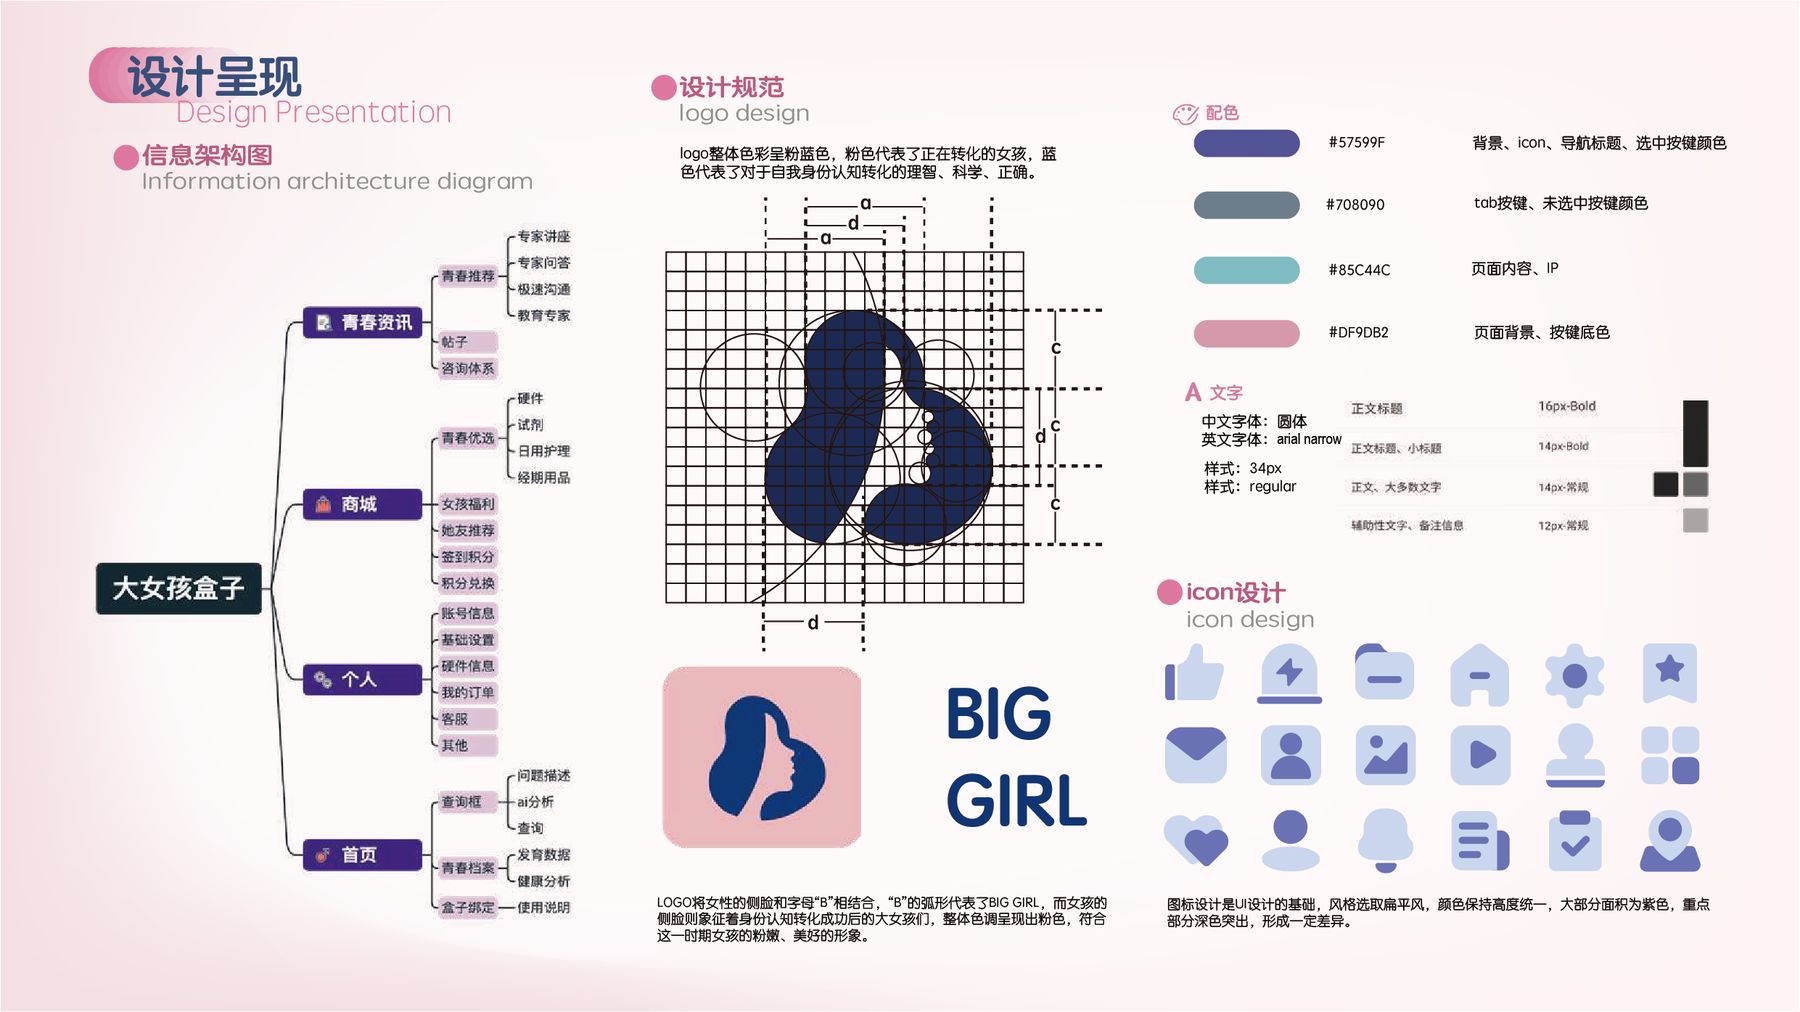 设计呈现
Design Presentation
信息架构图
Information architecture diagram
大女孩盒子
青春资讯
青春推荐
专家讲座
专家问答
极速沟通
教育专家
帖子
咨询体系
商城
青春优选
硬件
试剂
日用护理
经期用品
女孩福利
她友推荐
签到积分
积分兑换
个人
账号信息
基础设置
硬件信息
我的订单
客服
其他
首页
查询框
问题描述
ai分析
查询
青春档案
发育数据
健康分析
盒子绑定
使用说明
设计规范
logo design
logo整体色彩呈粉蓝色，粉色代表了正在转化的女孩，蓝
色代表了对于自我身份认知转化的理智、科学、正确。
a
d
a
c
c
d
c
d
BIG
GIRL
LOGO将女性的侧脸和字母“B”相结合，“B”的弧形代表了BIG GIRL，而女孩的
侧脸则象征着身份认知转化成功后的大女孩们，整体色调呈现出粉色，符合
这一时期女孩的粉嫩、美好的形象。
配色
#57599F 背景、icon、导航标题、选中按键颜色
#708090 tab按键、未选中按键颜色
#85C44C 页面内容、IP
#DF9DB2 页面背景、按键底色
A 文字
中文字体：圆体
英文字体：arial narrow
样式：34px
样式：regular
正文标题 16px-Bold
正文标题、小标题 14px-Bold
正文、大多数文字 14px-常规
辅助性文字、备注信息 12px-常规
icon设计
icon design
图标设计是UI设计的基础，风格选取扁平风，颜色保持高度统一，大部分面积为紫色，重点
部分深色突出，形成一定差异。